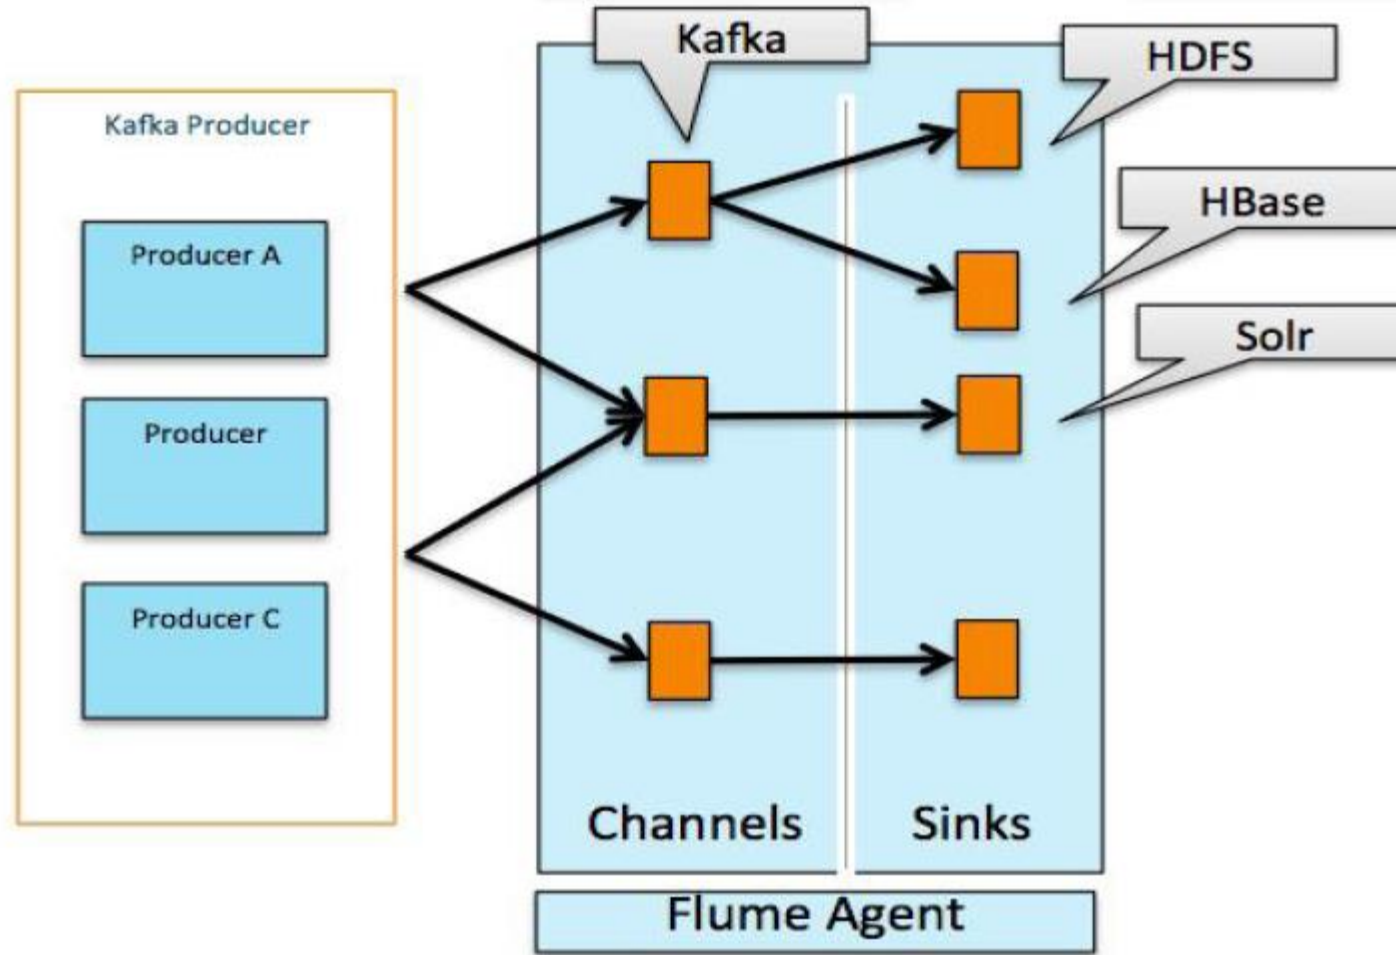 Kafka
HDFS
Kafka Producer
HBase
Producer A
Solr
Producer
Producer C
Channels
Sinks
Flume Agent